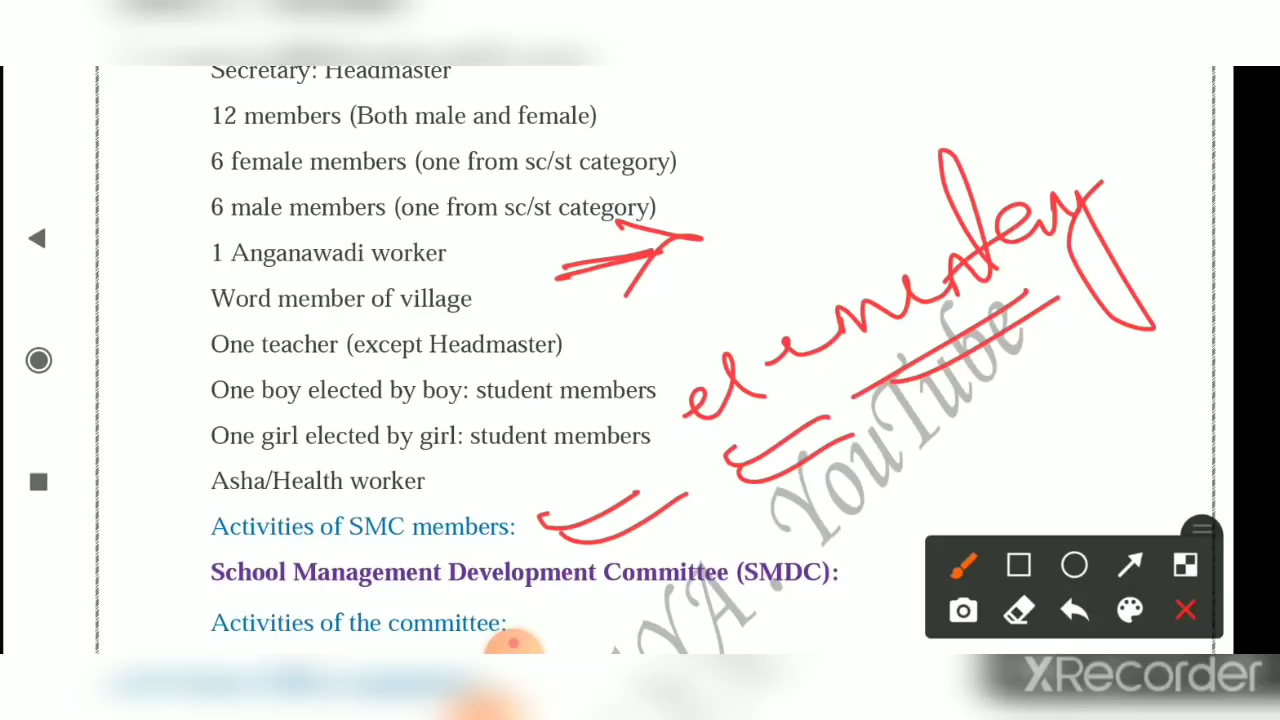 Secretary: Headmaster
12 members (Both male and female)
6 female members (one from sc/st category)
6 male members (one from sc/st category)
1 Anganawadi worker
Word member of village
One teacher (except Headmaster)
One boy elected by boy: student members
One girl elected by girl: student members
Asha/Health worker
Activities of SMC members:
School Management Development Committee (SMDC):
Activities of the committee:
elementary
YA . YouTube
XRecorder